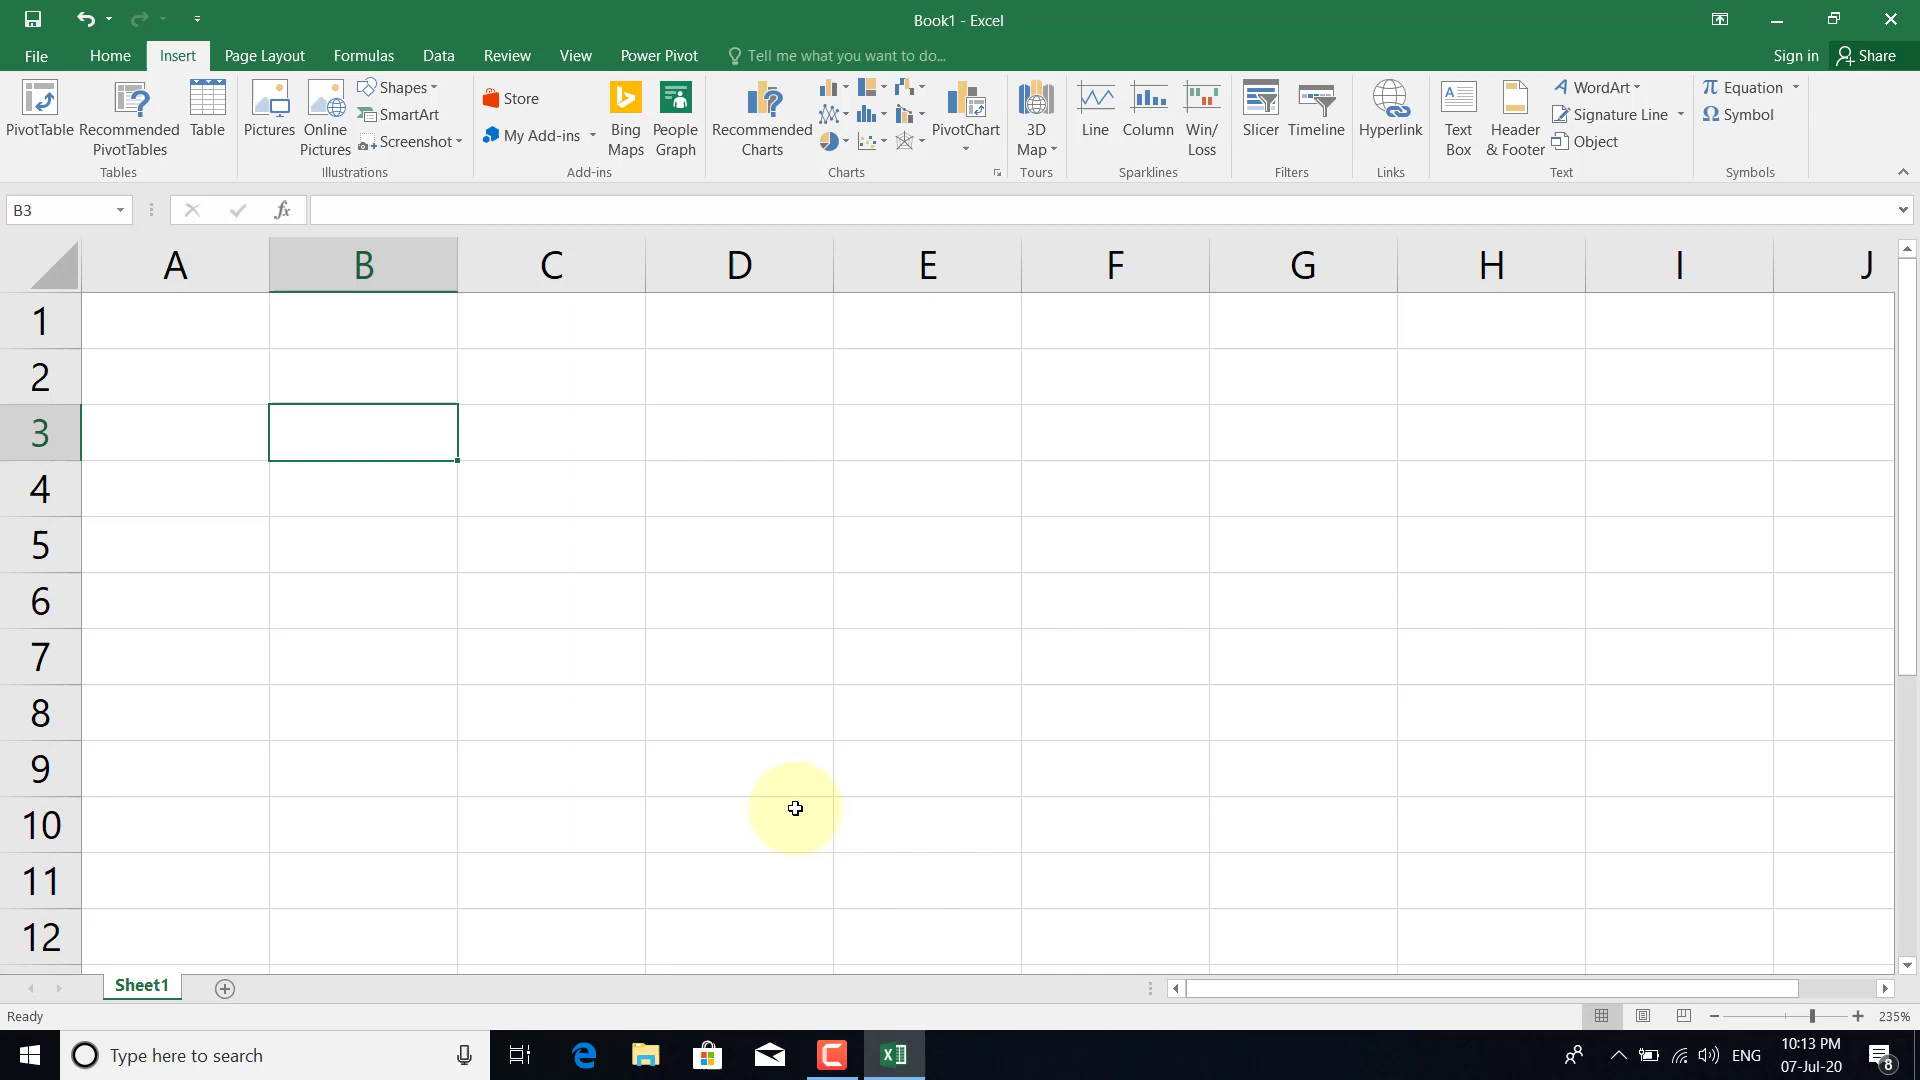 Book1 - Excel
File Home Insert Page Layout Formulas Data Review View Power Pivot Tell me what you want to do... Sign in Share
PivotTable
Recommended
PivotTables
Table
Tables
Pictures
Online
Pictures
Shapes
SmartArt
Screenshot
Illustrations
Store
My Add-ins
Bing
Maps
People
Graph
Add-ins
Recommended
Charts
PivotChart
Charts
3D
Map
Tours
Line
Column
Win/
Loss
Sparklines
Slicer
Timeline
Filters
Hyperlink
Links
Text
Box
Header
& Footer
WordArt
Signature Line
Object
Text
π Equation
Ω Symbol
Symbols
B3 fx
A B C D E F G H I J
1
2
3
4
5
6
7
8
9
10
11
12
Sheet1
Ready 235%
Type here to search
ENG
10:13 PM
07-Jul-20
8